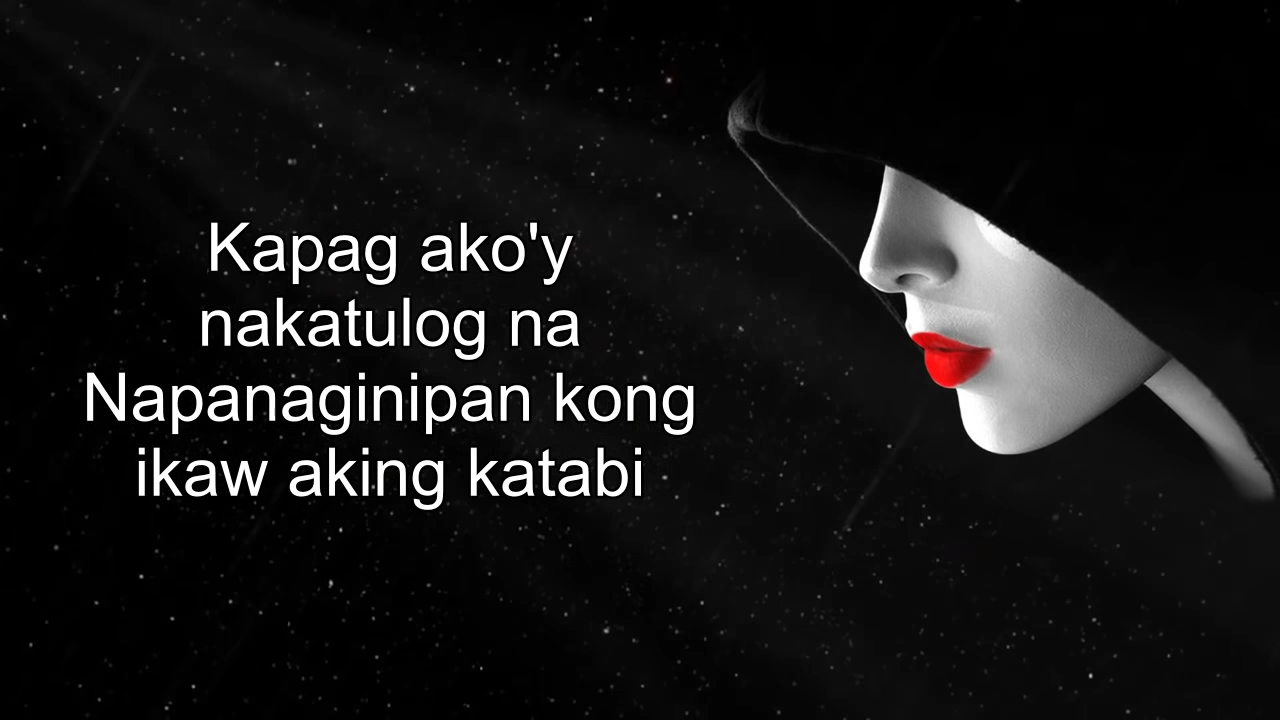 Kapag ako'y
nakatulog na
Napanaginipan kong
ikaw aking katabi